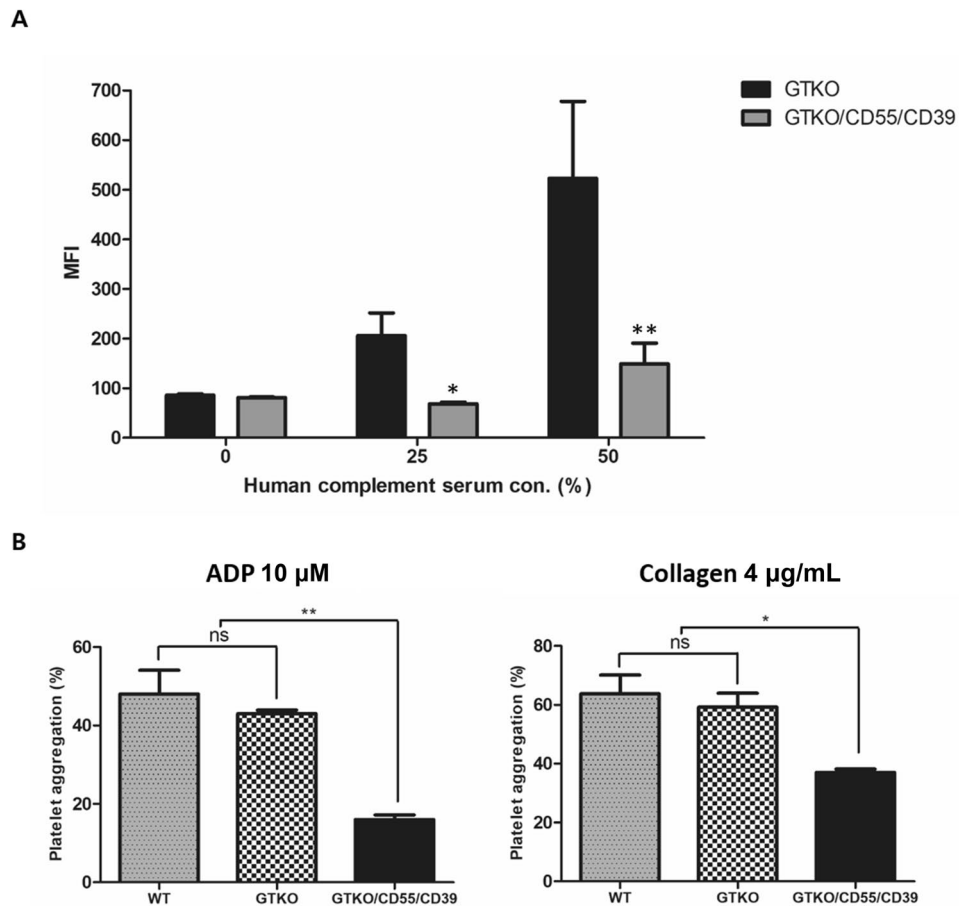 A
GTKO
GTKO/CD55/CD39
700
600
500
400
300
200
100
0
MFI
*
**
0 25 50
Human complement serum con. (%)
B
ADP 10 μM
**
ns
60
40
20
0
Platelet aggregation (%)
WT GTKO GTKO/CD55/CD39
Collagen 4 μg/mL
*
ns
80
60
40
20
0
Platelet aggregation (%)
WT GTKO GTKO/CD55/CD39